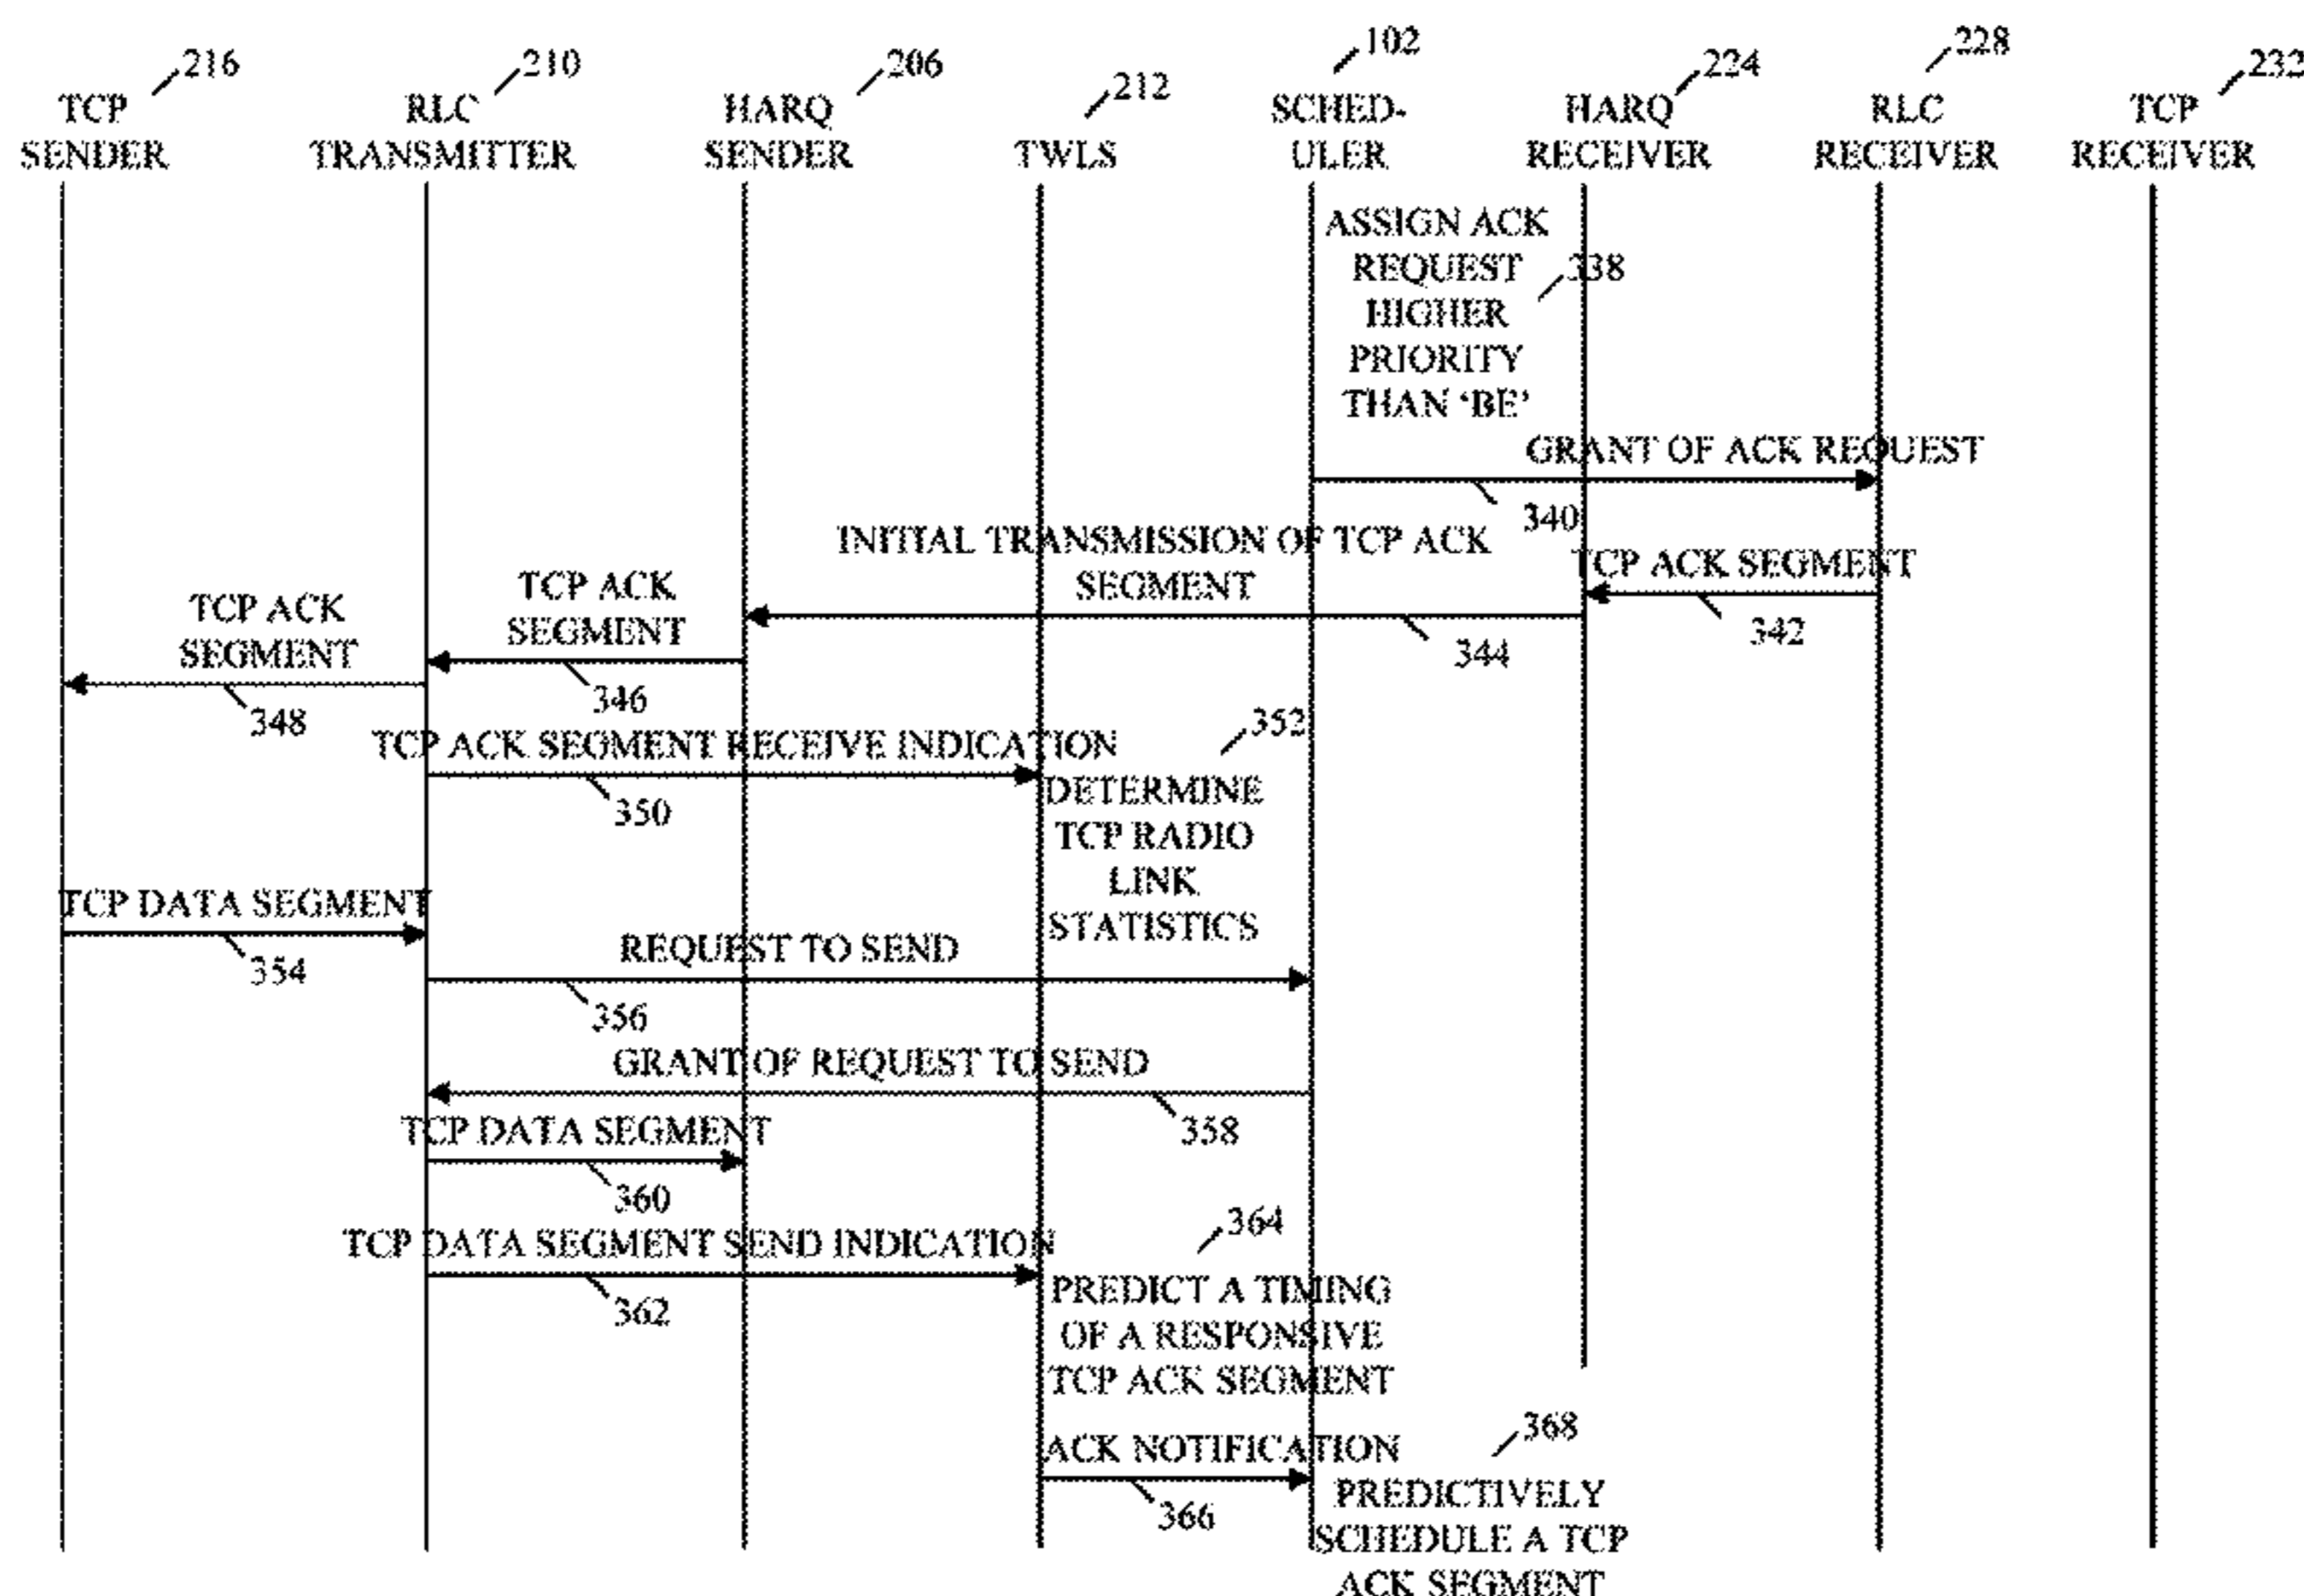 216
TCP
SENDER
210
RLC
TRANSMITTER
206
HARQ
SENDER
212
TWLS
102
SCHED-
ULER
224
HARQ
RECEIVER
228
RLC
RECEIVER
232
TCP
RECEIVER
ASSIGN ACK
REQUEST
HIGHER
PRIORITY
THAN ‘BE’
338
GRANT OF ACK REQUEST
340
TCP ACK SEGMENT
342
INITIAL TRANSMISSION OF TCP ACK
SEGMENT
344
TCP ACK
SEGMENT
346
TCP ACK
SEGMENT
348
TCP ACK SEGMENT RECEIVE INDICATION
350
352
DETERMINE
TCP RADIO
LINK
STATISTICS
TCP DATA SEGMENT
354
REQUEST TO SEND
356
GRANT OF REQUEST TO SEND
358
TCP DATA SEGMENT
360
TCP DATA SEGMENT SEND INDICATION
362
364
PREDICT A TIMING
OF A RESPONSIVE
TCP ACK SEGMENT
ACK NOTIFICATION
366
368
PREDICTIVELY
SCHEDULE A TCP
ACK SEGMENT